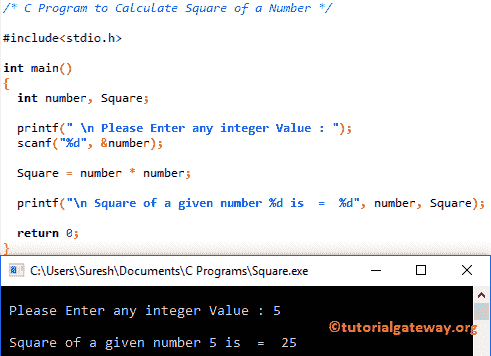 /* C Program to Calculate Square of a Number */
#include<stdio.h>
int main()
{
int number, Square;
printf(" \n Please Enter any integer Value : ");
scanf("%d", &number);
Square = number * number;
printf("\n Square of a given number %d is  =  %d", number, Square);
return 0;
}
C:\Users\Suresh\Documents\C Programs\Square.exe
Please Enter any integer Value : 5
©tutorialgateway.org
Square of a given number 5 is  =  25